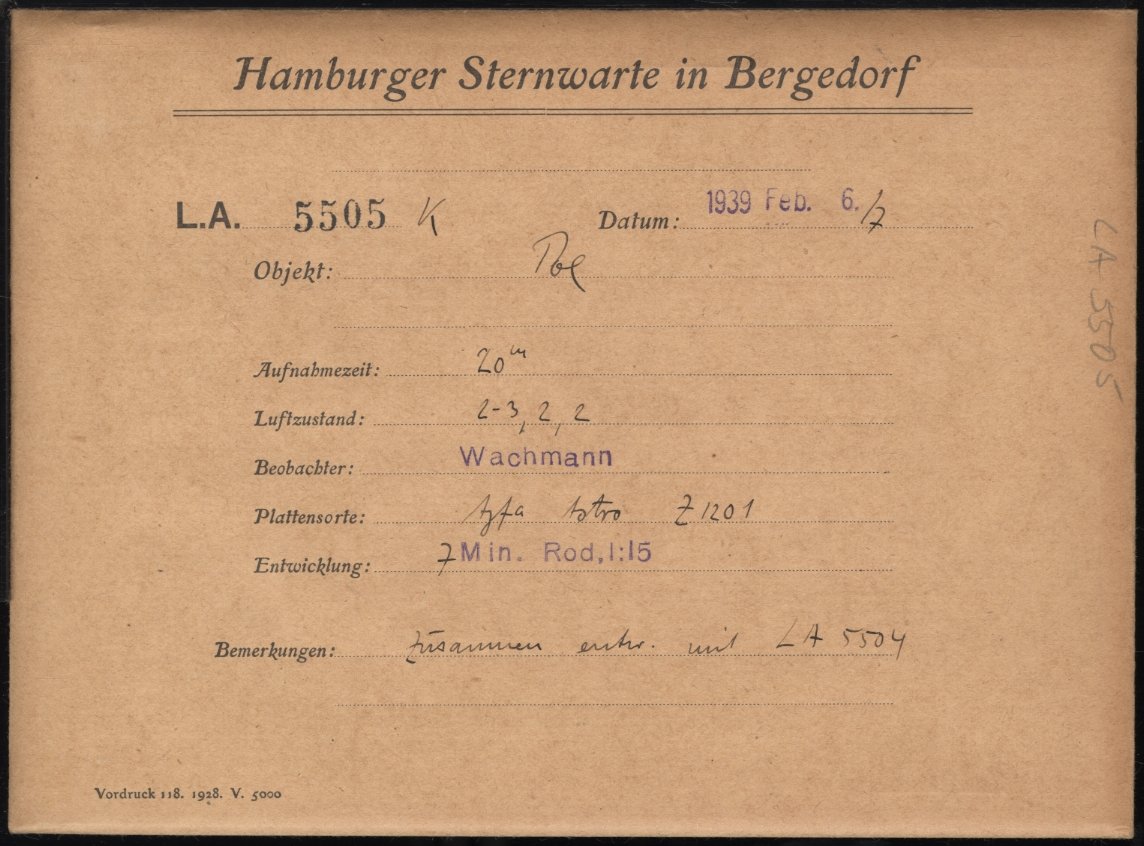 Hamburger Sternwarte in Bergedorf
L.A. 5505 K Datum: 1939 Feb. 6./7
Objekt: Pol
Aufnahmezeit: 20m
Luftzustand: 2-3, 2, 2
Beobachter: Wachmann
Plattensorte: Agfa Astro Z 1201
Entwicklung: 7 Min. Rod, 1:15
Bemerkungen: Zusammen entw. mit LA 5504
Vordruck 118. 1928. V. 5000
LA 5505